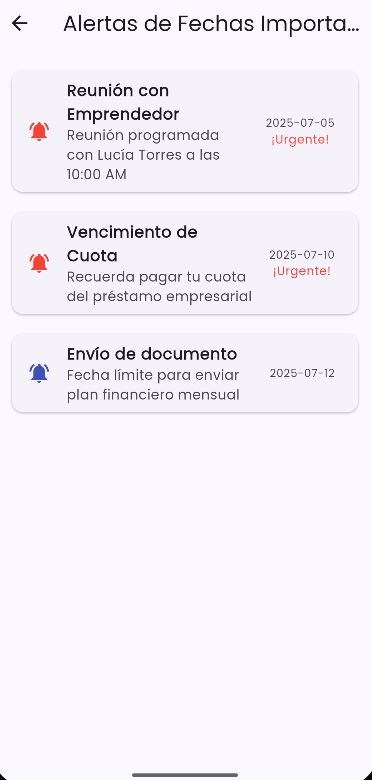 Alertas de Fechas Importa...
Reunión con
Emprendedor
Reunión programada
con Lucía Torres a las
10:00 AM
2025-07-05
¡Urgente!
Vencimiento de
Cuota
Recuerda pagar tu cuota
del préstamo empresarial
2025-07-10
¡Urgente!
Envío de documento
Fecha límite para enviar
plan financiero mensual
2025-07-12